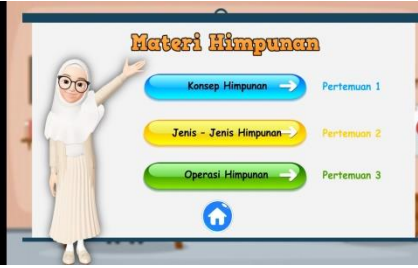 Materi Himpunan
Konsep Himpunan Pertemuan 1
Jenis - Jenis Himpunan Pertemuan 2
Operasi Himpunan Pertemuan 3